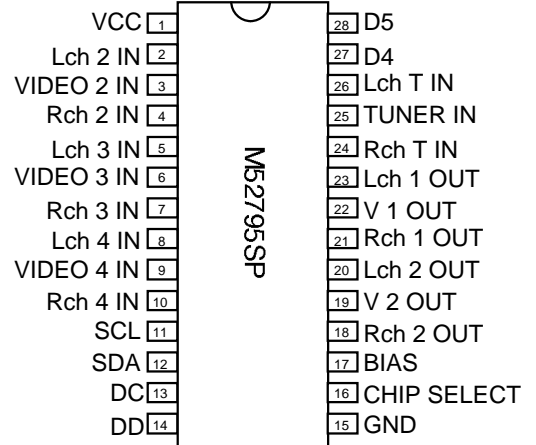 VCC 1
Lch 2 IN 2
VIDEO 2 IN 3
Rch 2 IN 4
Lch 3 IN 5
VIDEO 3 IN 6
Rch 3 IN 7
Lch 4 IN 8
VIDEO 4 IN 9
Rch 4 IN 10
SCL 11
SDA 12
DC 13
DD 14
M52795SP
28 D5
27 D4
26 Lch T IN
25 TUNER IN
24 Rch T IN
23 Lch 1 OUT
22 V 1 OUT
21 Rch 1 OUT
20 Lch 2 OUT
19 V 2 OUT
18 Rch 2 OUT
17 BIAS
16 CHIP SELECT
15 GND